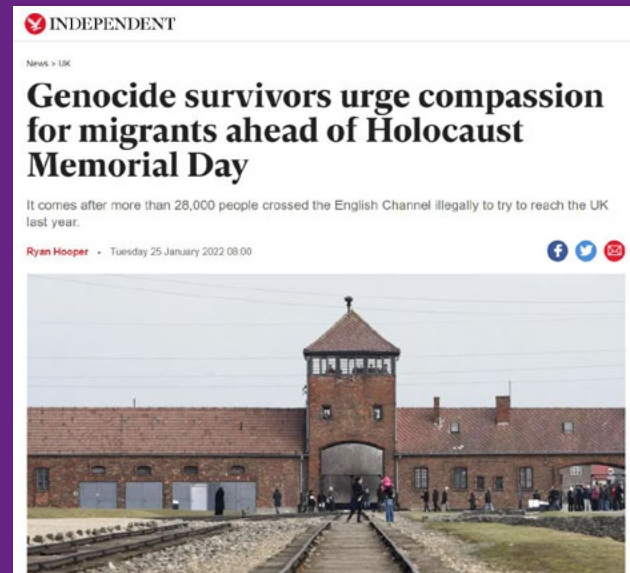 INDEPENDENT
News > UK
Genocide survivors urge compassion
for migrants ahead of Holocaust
Memorial Day
It comes after more than 28,000 people crossed the English Channel illegally to try to reach the UK
last year.
Ryan Hooper • Tuesday 25 January 2022 08:00